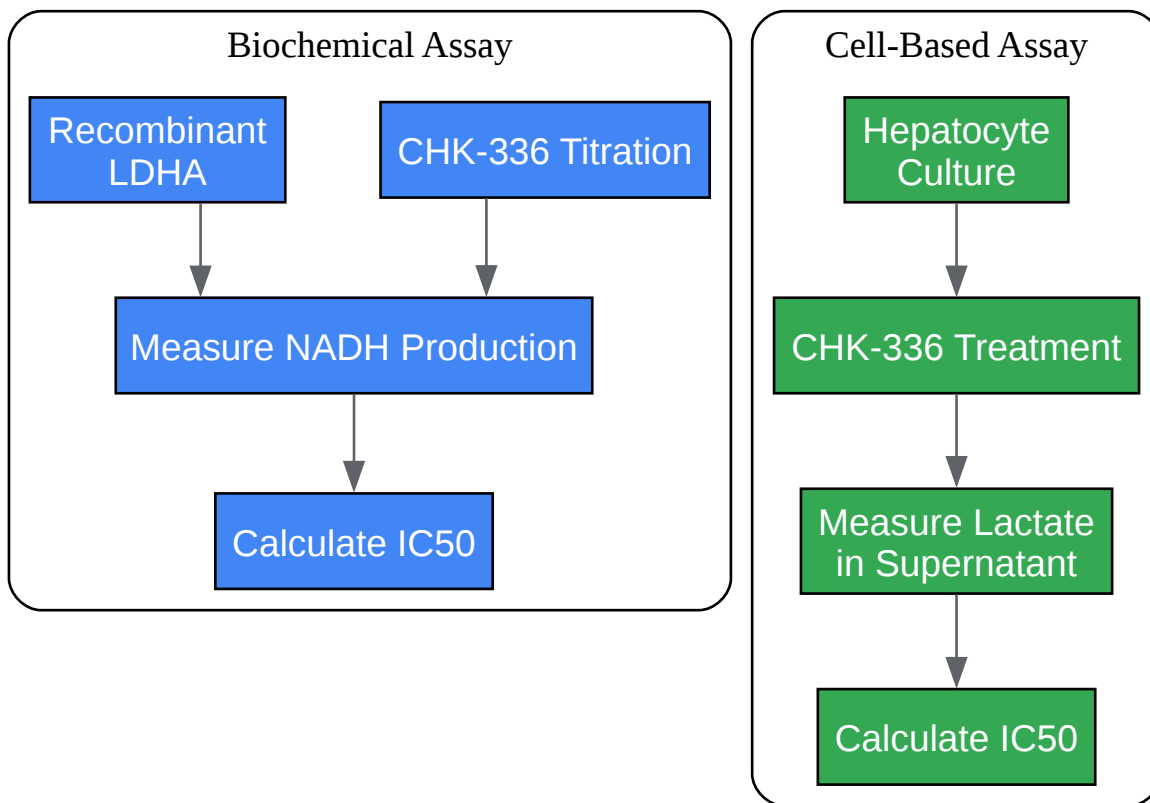 Biochemical Assay
Recombinant
LDHA
CHK-336 Titration
Measure NADH Production
Calculate IC50
Cell-Based Assay
Hepatocyte
Culture
CHK-336 Treatment
Measure Lactate
in Supernatant
Calculate IC50